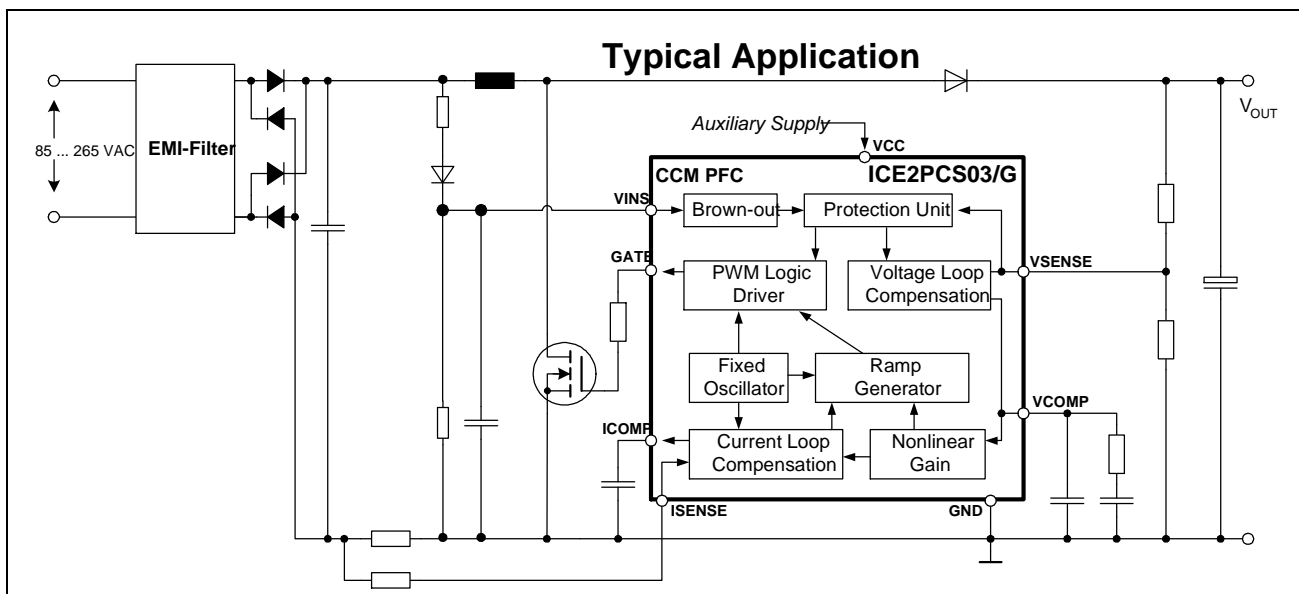 Typical Application
85 ... 265 VAC
EMI-Filter
V_OUT
Auxiliary Supply
VCC
CCM PFC
ICE2PCS03/G
VINS
Brown-out
Protection Unit
GATE
PWM Logic
Driver
Voltage Loop
Compensation
VSENSE
Fixed
Oscillator
Ramp
Generator
VCOMP
ICOMP
Current Loop
Compensation
Nonlinear
Gain
ISENSE
GND